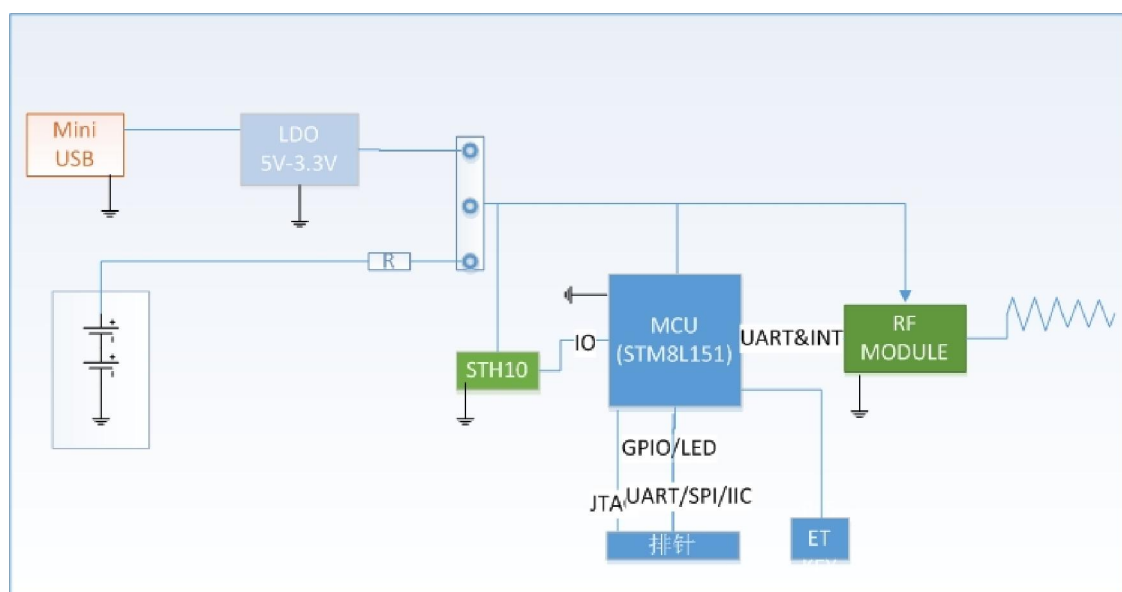 Mini
USB
LDO
5V-3.3V
R
MCU
(STM8L151)
IO
UART&INT
RF
MODULE
STH10
GPIO/LED
JTA
UART/SPI/IIC
排针
ET
KEY